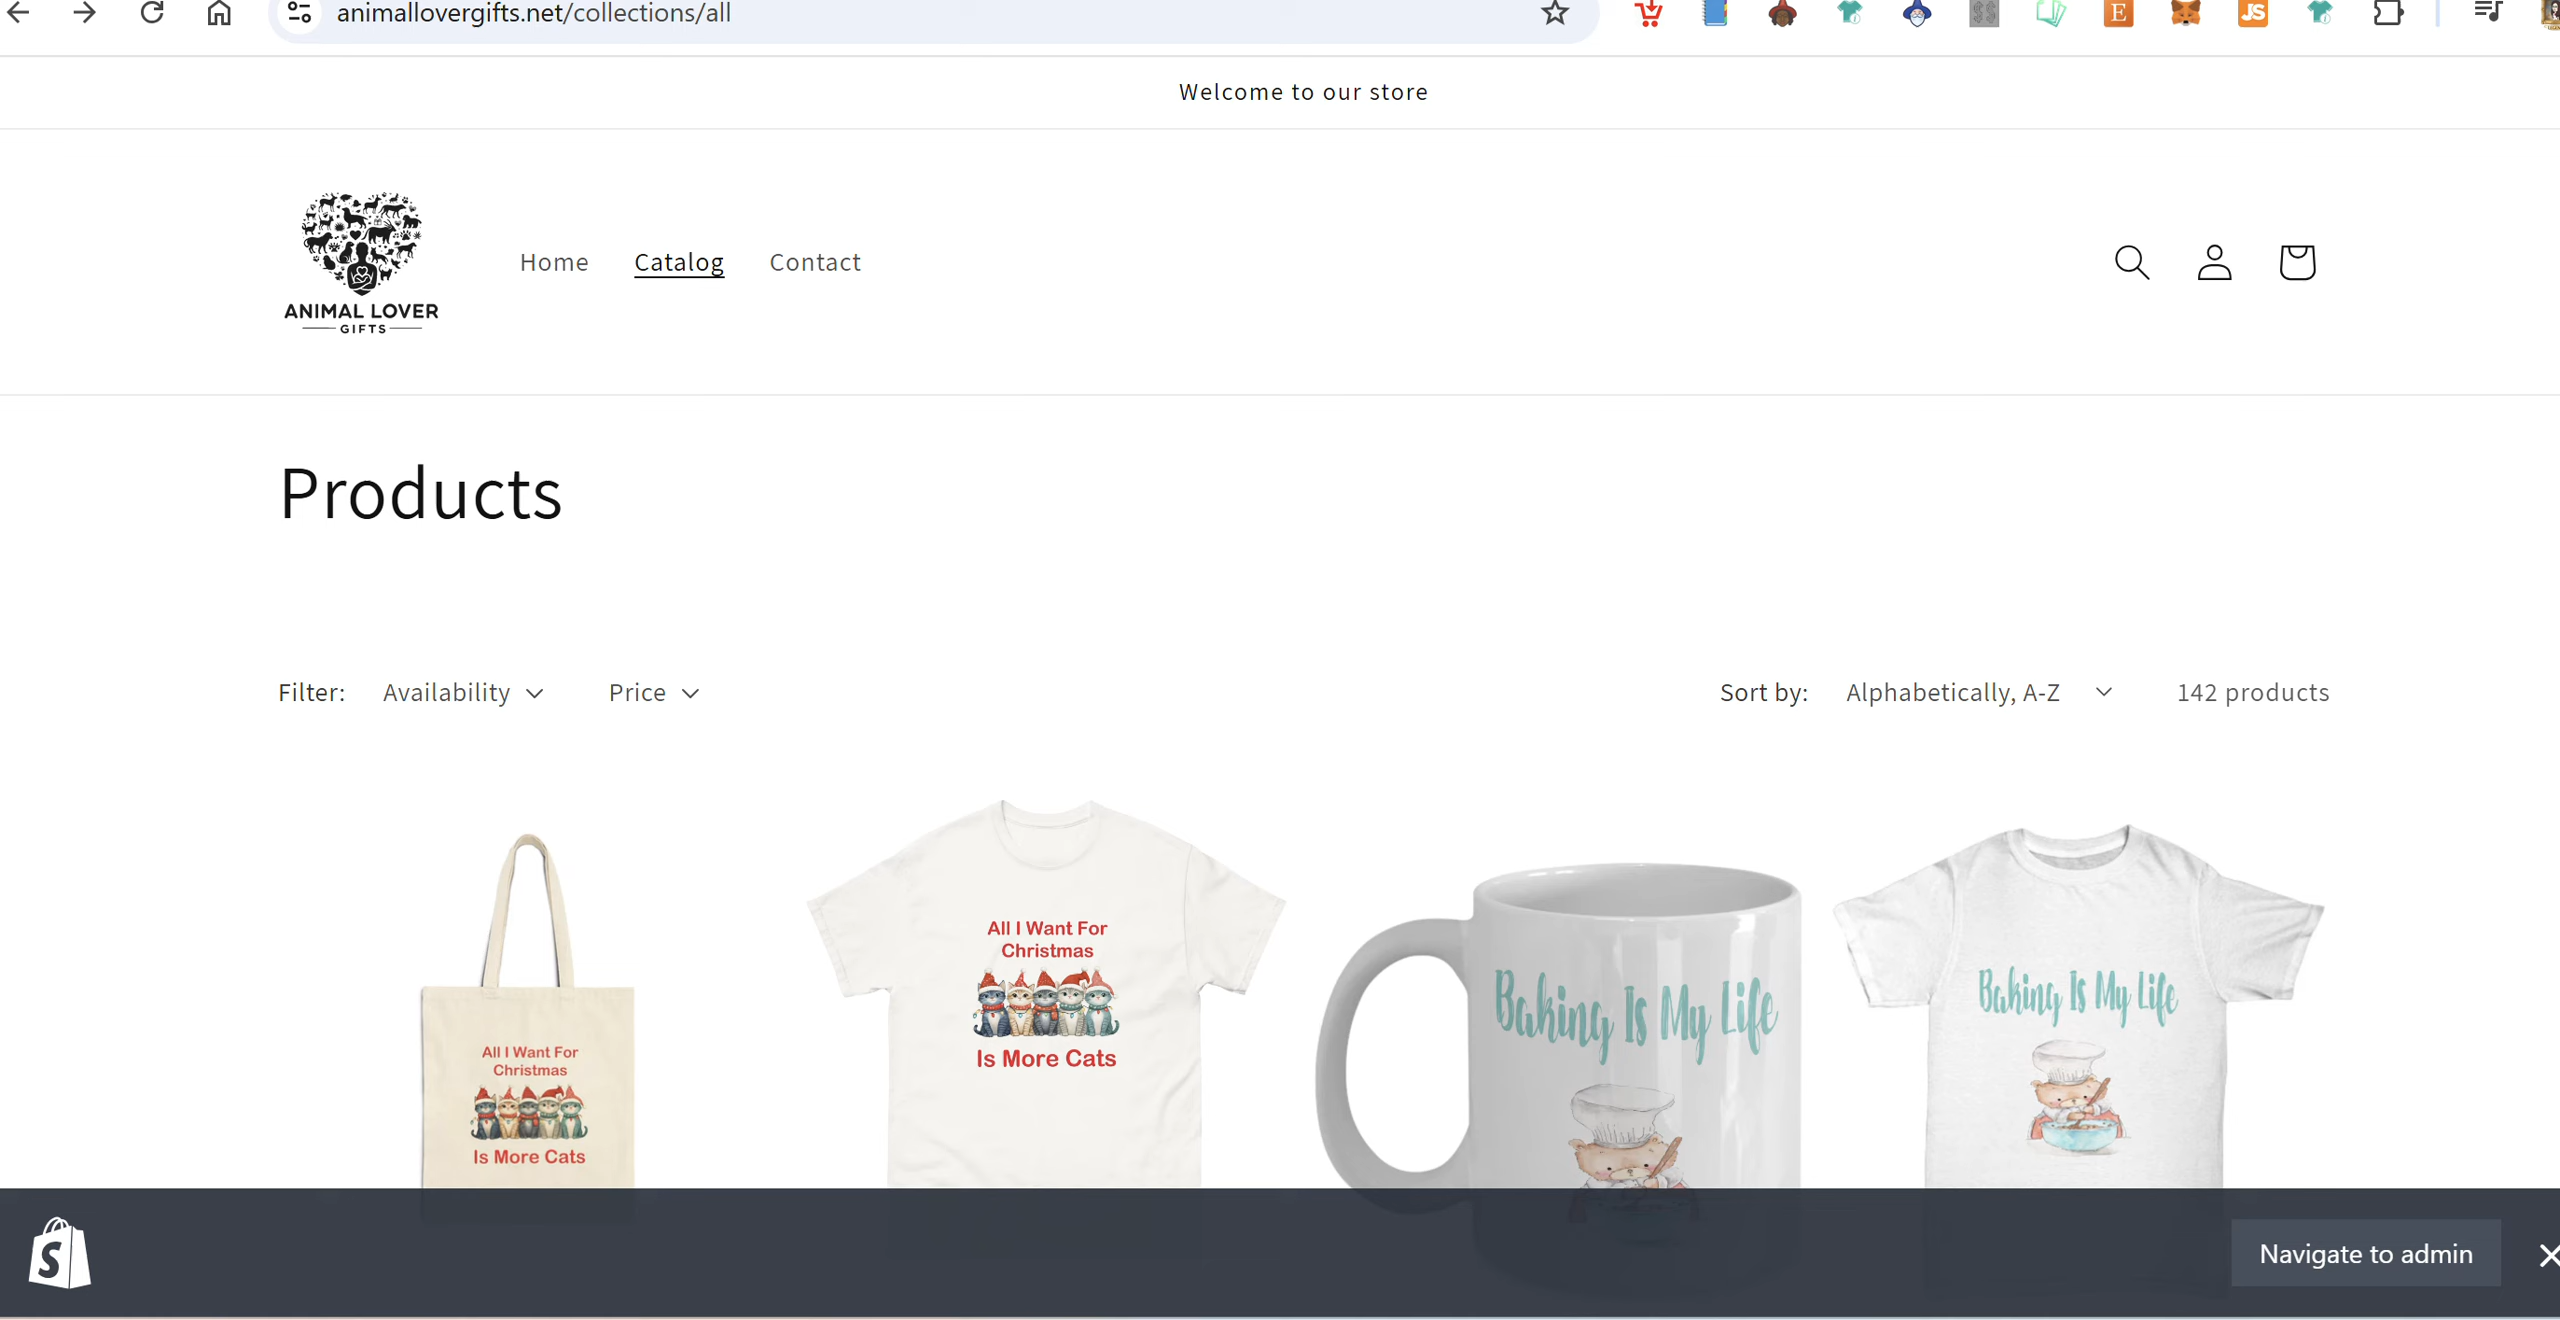 animallovergifts.net/collections/all
$$
E
JS
Welcome to our store
ANIMAL LOVER
GIFTS
Home
Catalog
Contact
Products
Filter:
Availability
Price
Sort by:
Alphabetically, A-Z
142 products
All I Want For
Christmas
Is More Cats
All I Want For
Christmas
Is More Cats
Baking Is My Life
Baking Is My Life
S
Navigate to admin